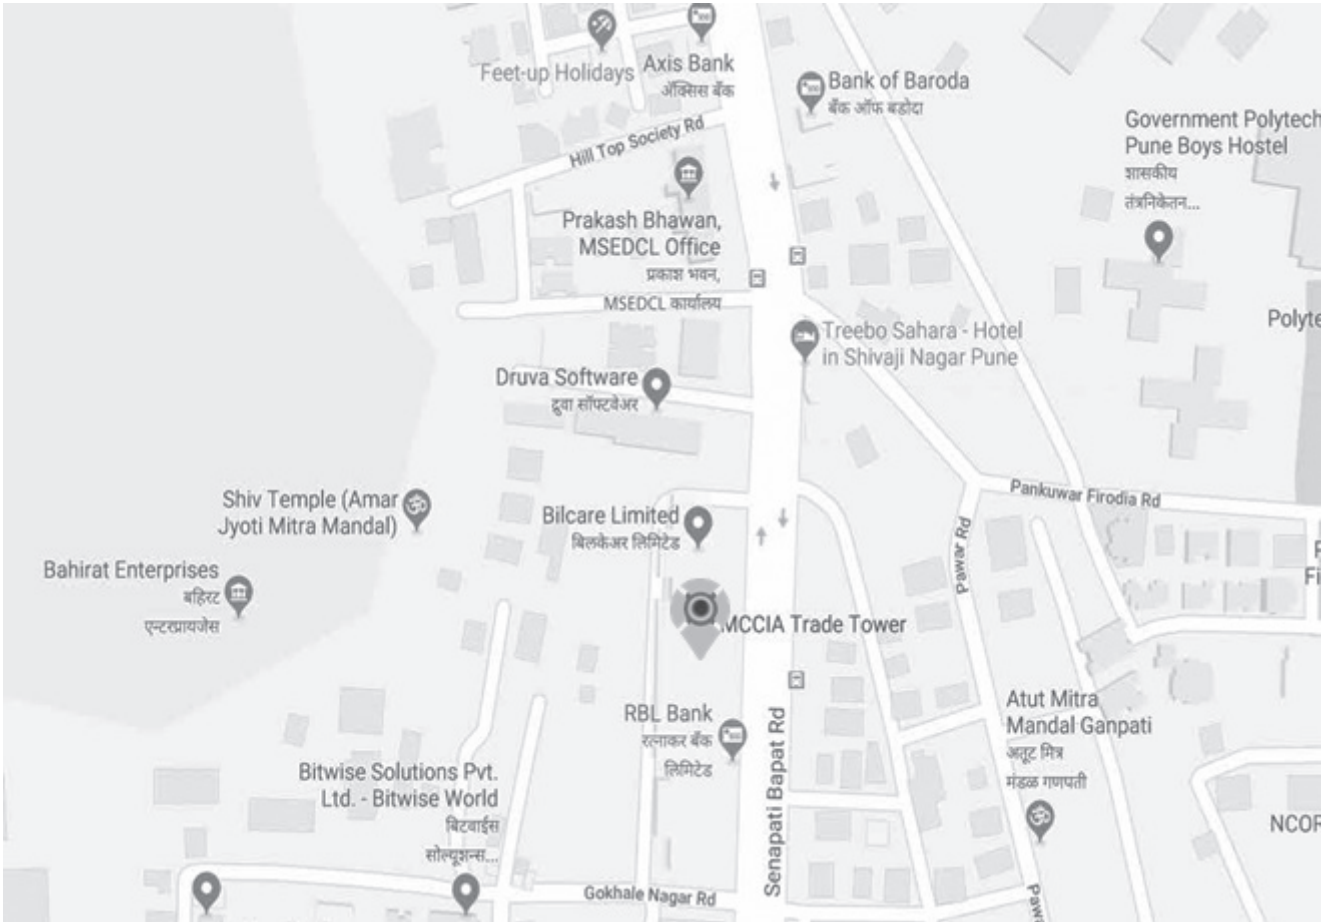 Feet-up Holidays
Axis Bank
ॲक्सिस बँक
Bank of Baroda
बँक ऑफ बडोदा
Government Polytech
Pune Boys Hostel
शासकीय
तंत्रनिकेतन...
Hill Top Society Rd
Prakash Bhawan,
MSEDCL Office
प्रकाश भवन,
MSEDCL कार्यालय
Polyte
Treebo Sahara - Hotel
in Shivaji Nagar Pune
Druva Software
द्रुवा सॉफ्टवेअर
Shiv Temple (Amar
Jyoti Mitra Mandal)
Pankuwar Firodia Rd
Bilcare Limited
बिलकेअर लिमिटेड
Pawar Rd
Bahirat Enterprises
बहिरट
एन्टरप्रायजेस
F
Fi
MCCIA Trade Tower
Atut Mitra
Mandal Ganpati
अतूट मित्र
मंडळ गणपती
RBL Bank
रत्नाकर बँक
लिमिटेड
Senapati Bapat Rd
Bitwise Solutions Pvt.
Ltd. - Bitwise World
बिटवाईस
सोल्यूशन्स...
NCOR
Gokhale Nagar Rd
Pawa